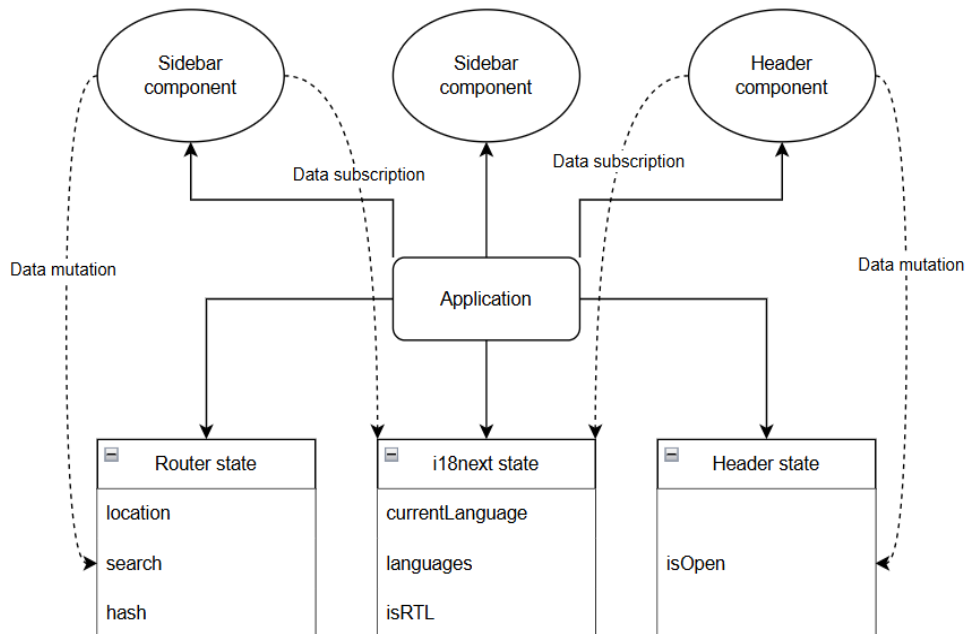 Sidebar
component
Sidebar
component
Header
component
Data subscription
Data subscription
Data mutation
Data mutation
Application
Router state
location
search
hash
i18next state
currentLanguage
languages
isRTL
Header state
isOpen